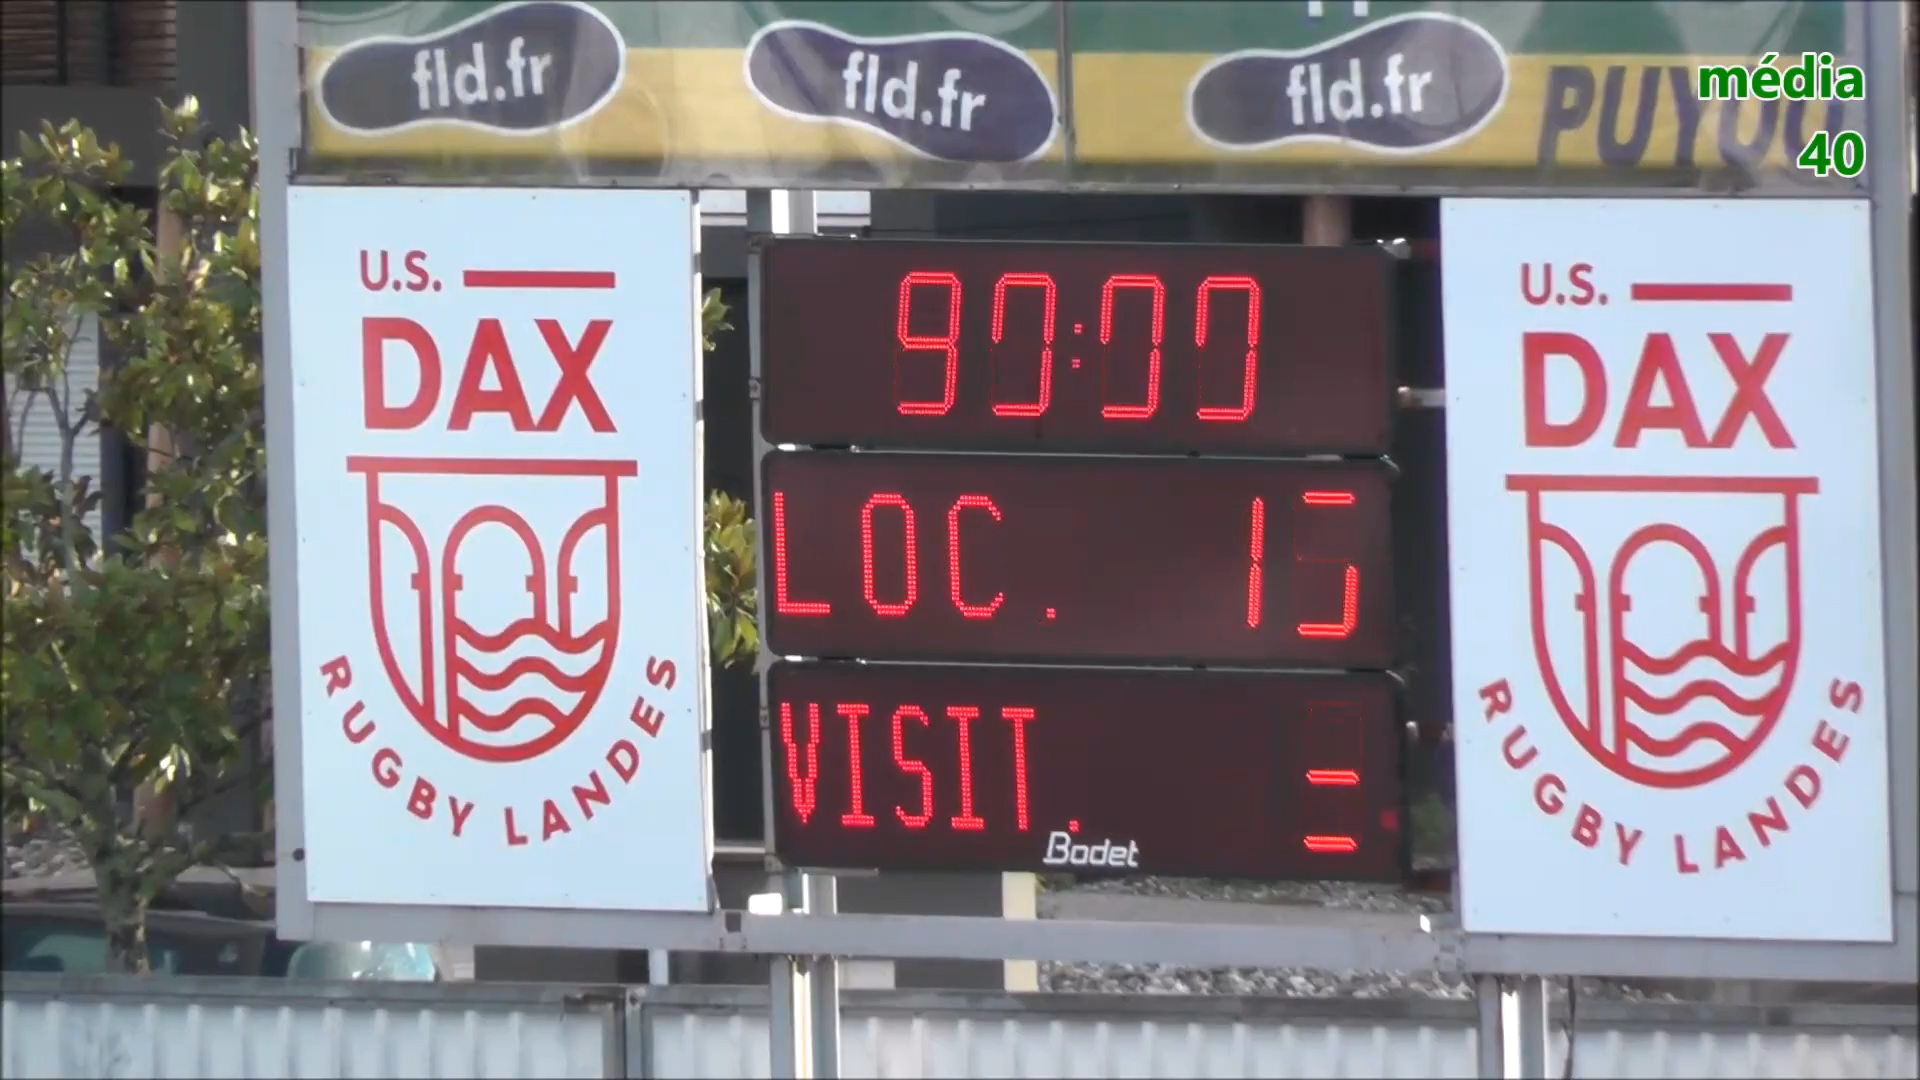 fld.fr fld.fr fld.fr PUYOO
média
40
U.S.
DAX
RUGBY LANDES
90:00
LOC. 15
VISIT.
Bodet
U.S.
DAX
RUGBY LANDES